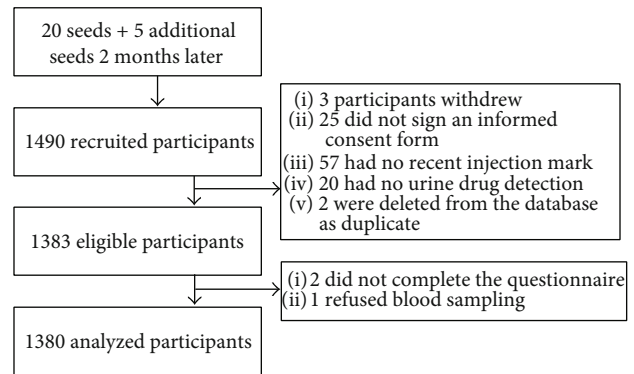 20 seeds + 5 additional
seeds 2 months later
1490 recruited participants
(i) 3 participants withdrew
(ii) 25 did not sign an informed
consent form
(iii) 57 had no recent injection mark
(iv) 20 had no urine drug detection
(v) 2 were deleted from the database
as duplicate
1383 eligible participants
(i) 2 did not complete the questionnaire
(ii) 1 refused blood sampling
1380 analyzed participants